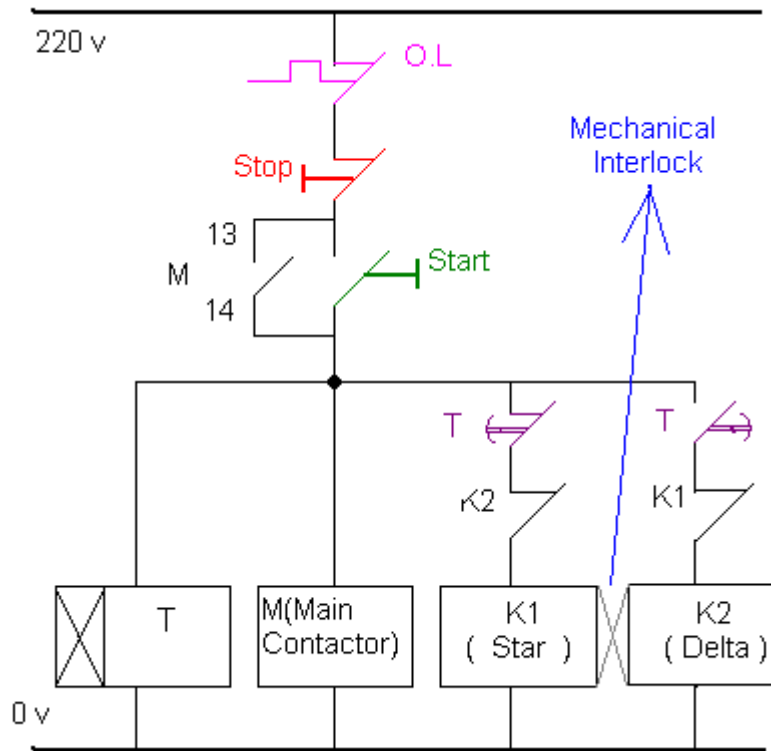 220 v
O.L
Mechanical
Interlock
Stop
13
M
Start
14
T
T
K2
K1
T
M(Main
Contactor)
K1
( Star )
K2
( Delta )
0 v